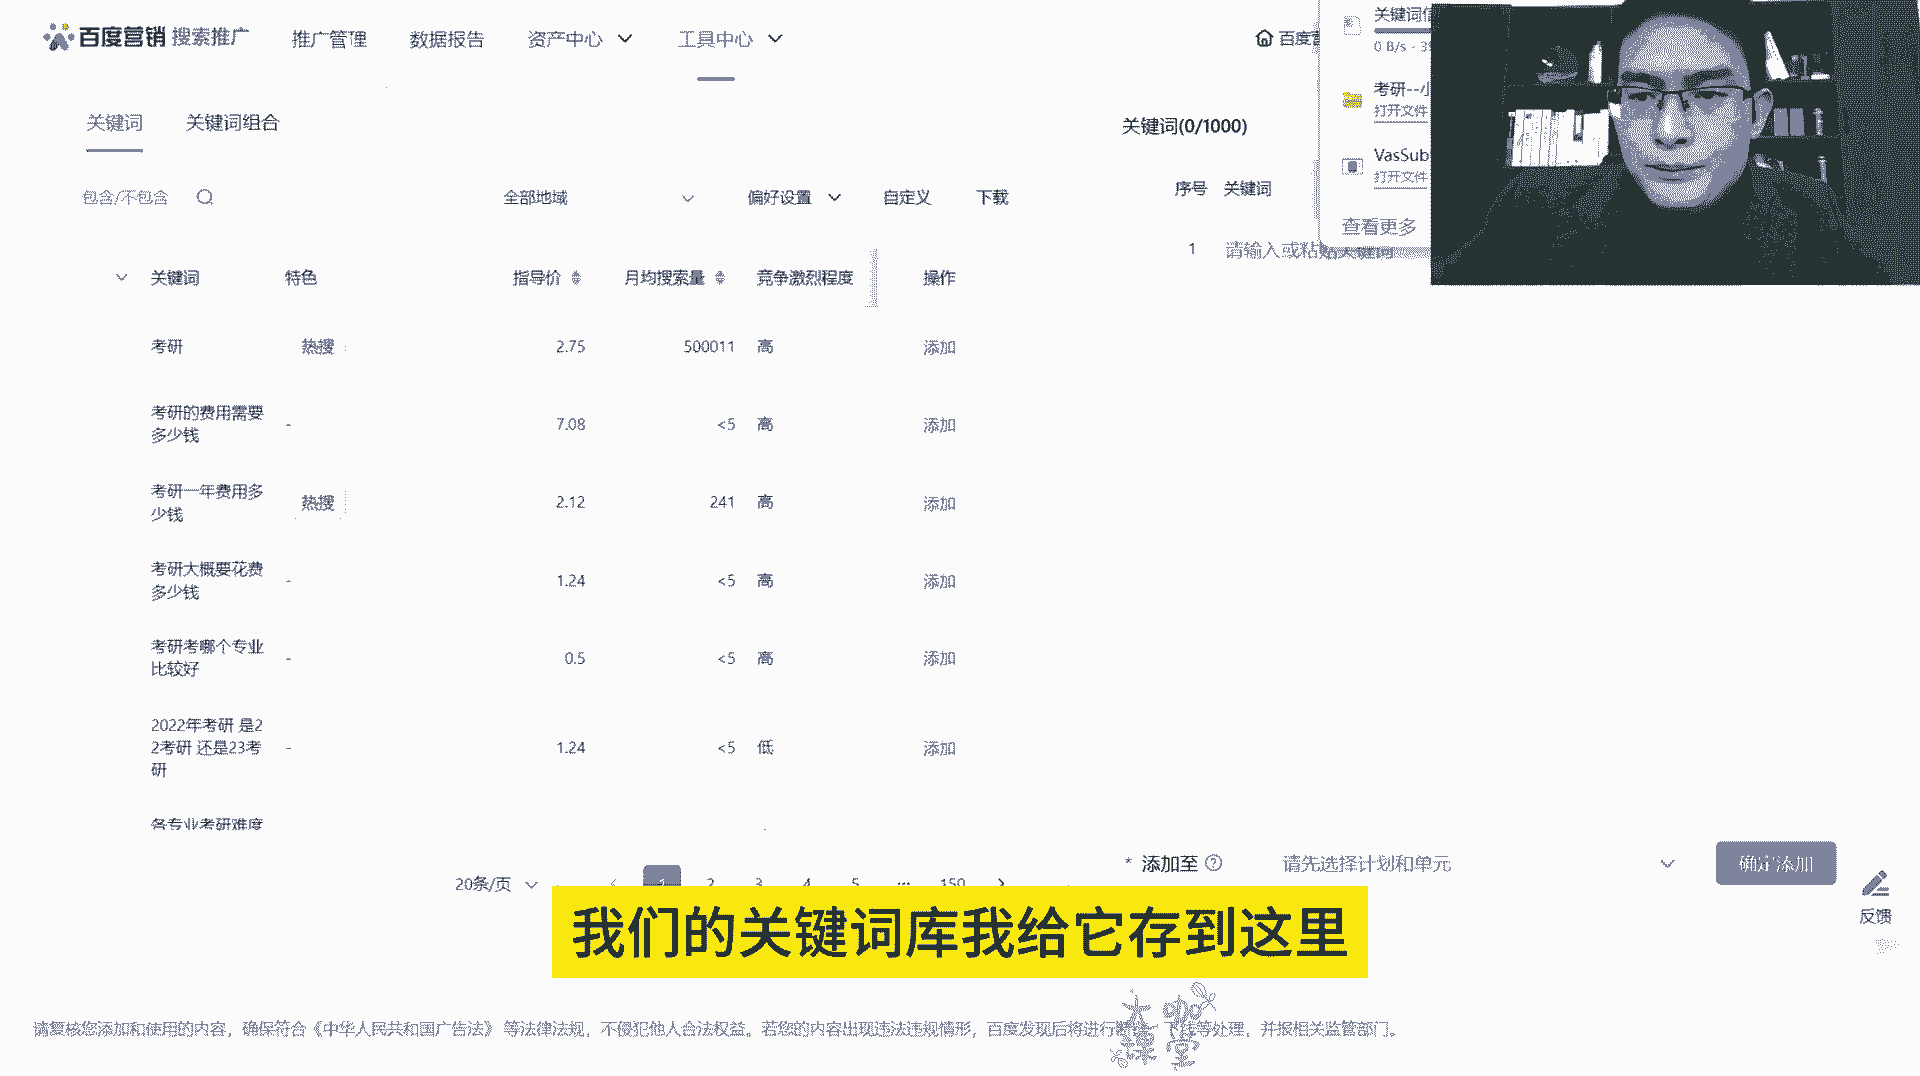 百度营销 搜索推广 推广管理 数据报告 资产中心 工具中心
关键词 关键词组合
包含/不包含 全部地域 偏好设置 自定义 下载
关键词 特色 指导价 月均搜索量 竞争激烈程度 操作
考研 热搜 2.75 500011 高 添加
考研的费用需要
多少钱 - 7.08 <5 高 添加
考研一年费用多
少钱 热搜 2.12 241 高 添加
考研大概要花费
多少钱 - 1.24 <5 高 添加
考研考哪个专业
比较好 - 0.5 <5 高 添加
2022年考研 是2
2考研 还是23考
研 - 1.24 <5 低 添加
各专业考研难度
20条/页 1 2 3 4 5 ... 150
关键词(0/1000)
序号 关键词
1 请输入或粘贴关键词
0 B/s
考研--小
打开文件
VasSub
打开文件
查看更多
* 添加至 请先选择计划和单元 确定添加
反馈
我们的关键词库我给它存到这里
请复核您添加和使用的内容，确保符合《中华人民共和国广告法》 等法律法规，不侵犯他人合法权益。若您的内容出现违法违规情形，百度发现后将进行 下线等处理，并报相关监管部门。
大咖
课堂